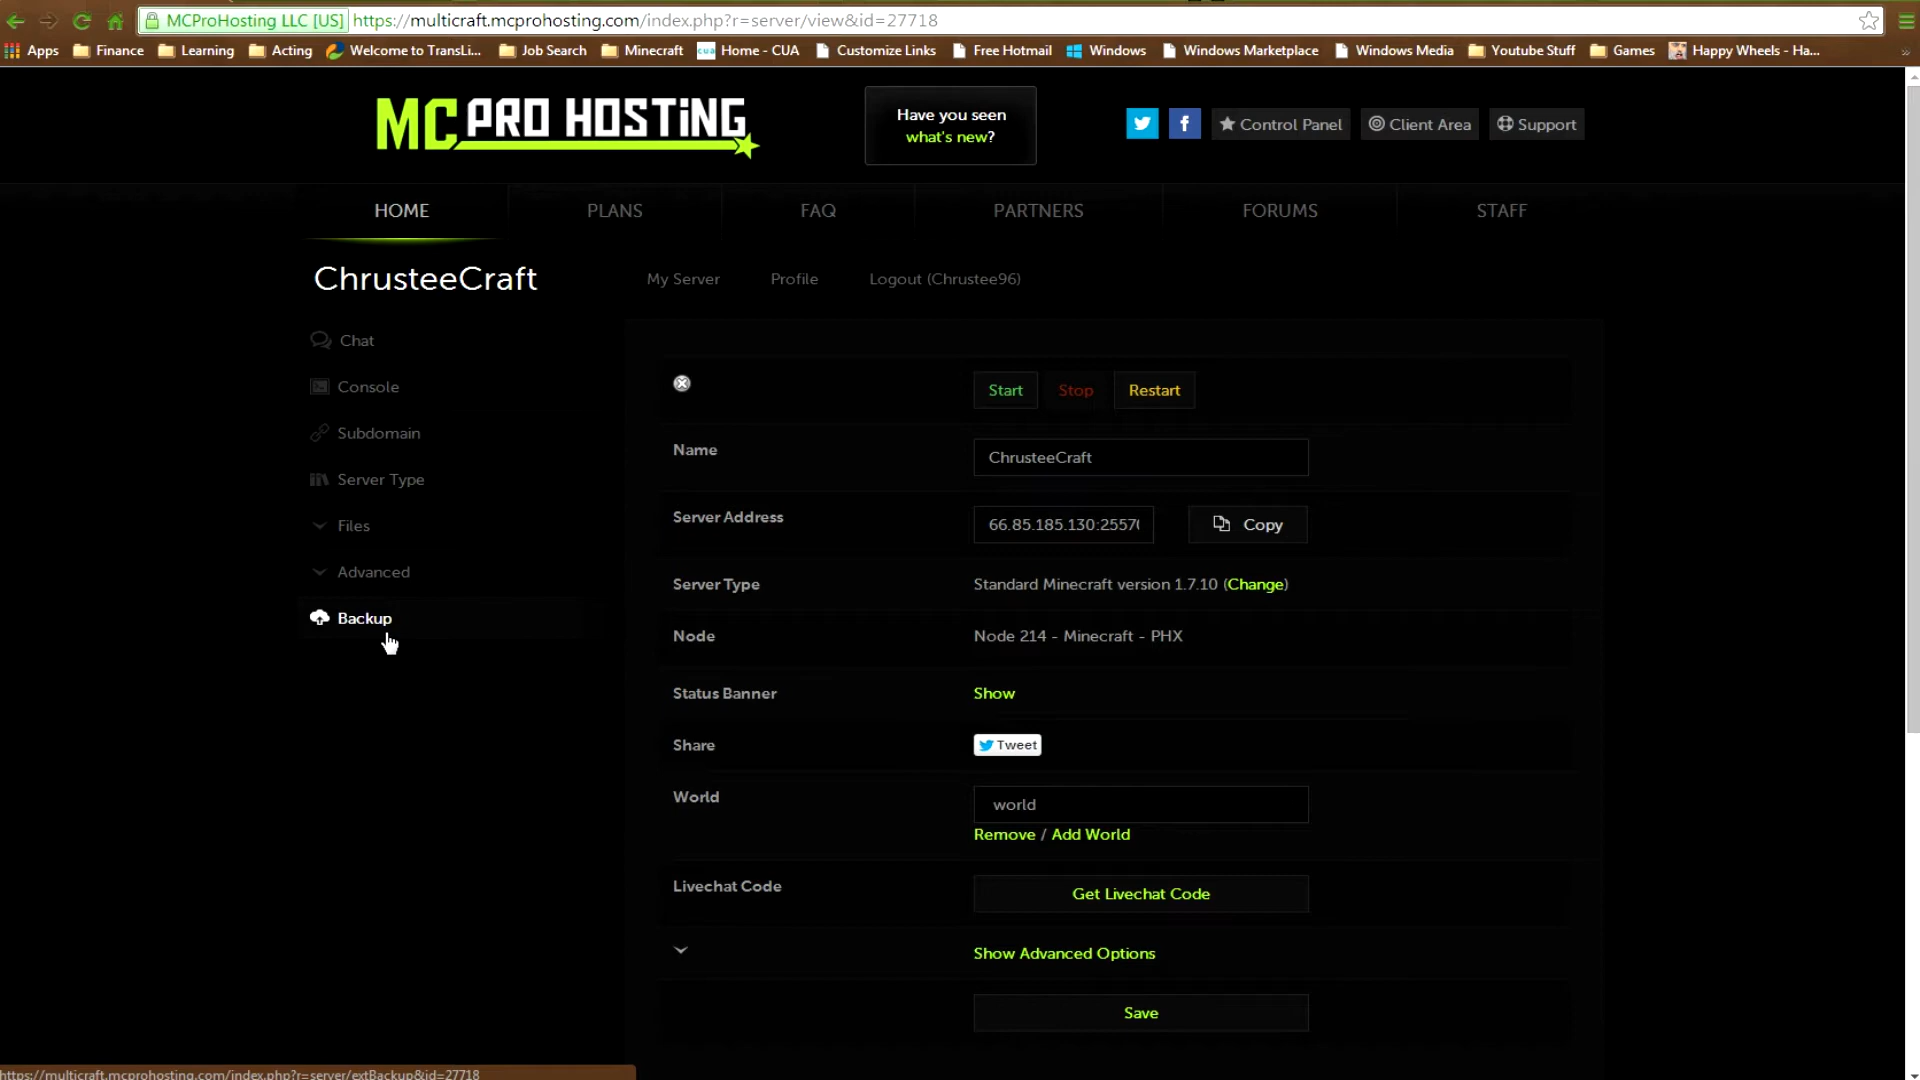 MCProHosting LLC [US] https://multicraft.mcprohosting.com/index.php?r=server/view&id=27718
Apps Finance Learning Acting Welcome to TransLi... Job Search Minecraft CUA Home - CUA Customize Links Free Hotmail Windows Windows Marketplace Windows Media Youtube Stuff Games Happy Wheels - Ha... »
MC PRO HOSTiNG
Have you seen
what's new?
Control Panel Client Area Support
HOME PLANS FAQ PARTNERS FORUMS STAFF
ChrusteeCraft
My Server Profile Logout (Chrustee96)
Chat
Console
Subdomain
Server Type
Files
Advanced
Backup
Start Stop Restart
Name ChrusteeCraft
Server Address 66.85.185.130:2557 Copy
Server Type Standard Minecraft version 1.7.10 (Change)
Node Node 214 - Minecraft - PHX
Status Banner Show
Share Tweet
World world
Remove / Add World
Livechat Code Get Livechat Code
Show Advanced Options
Save
https://multicraft.mcprohosting.com/index.php?r=server/extBackup&id=27718